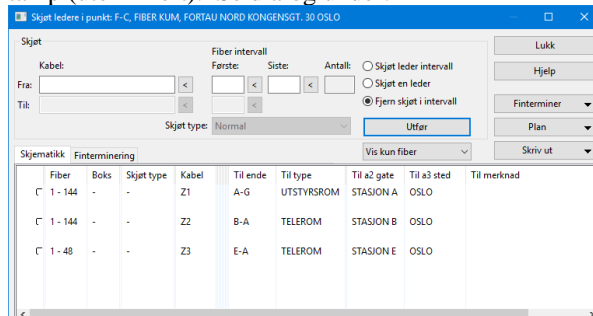 Skjøt ledere i punkt: F-C, FIBER KUM, FORTAU NORD KONGENSGT. 30 OSLO
Skjøt
Fiber intervall
Kabel: Første: Siste: Antall:
Fra: < < <
Til: < <
Skjøt type: Normal
Skjøt leder intervall
Skjøt en leder
Fjern skjøt i intervall
Utfør
Vis kun fiber
Lukk
Hjelp
Finterminer
Plan
Skriv ut
Skjematikk Finterminering
Fiber Boks Skjøt type Kabel Til ende Til type Til a2 gate Til a3 sted Til merknad
1 - 144 - - Z1 A-G UTSTYRSROM STASJON A OSLO
1 - 144 - - Z2 B-A TELEROM STASJON B OSLO
1 - 48 - - Z3 E-A TELEROM STASJON E OSLO